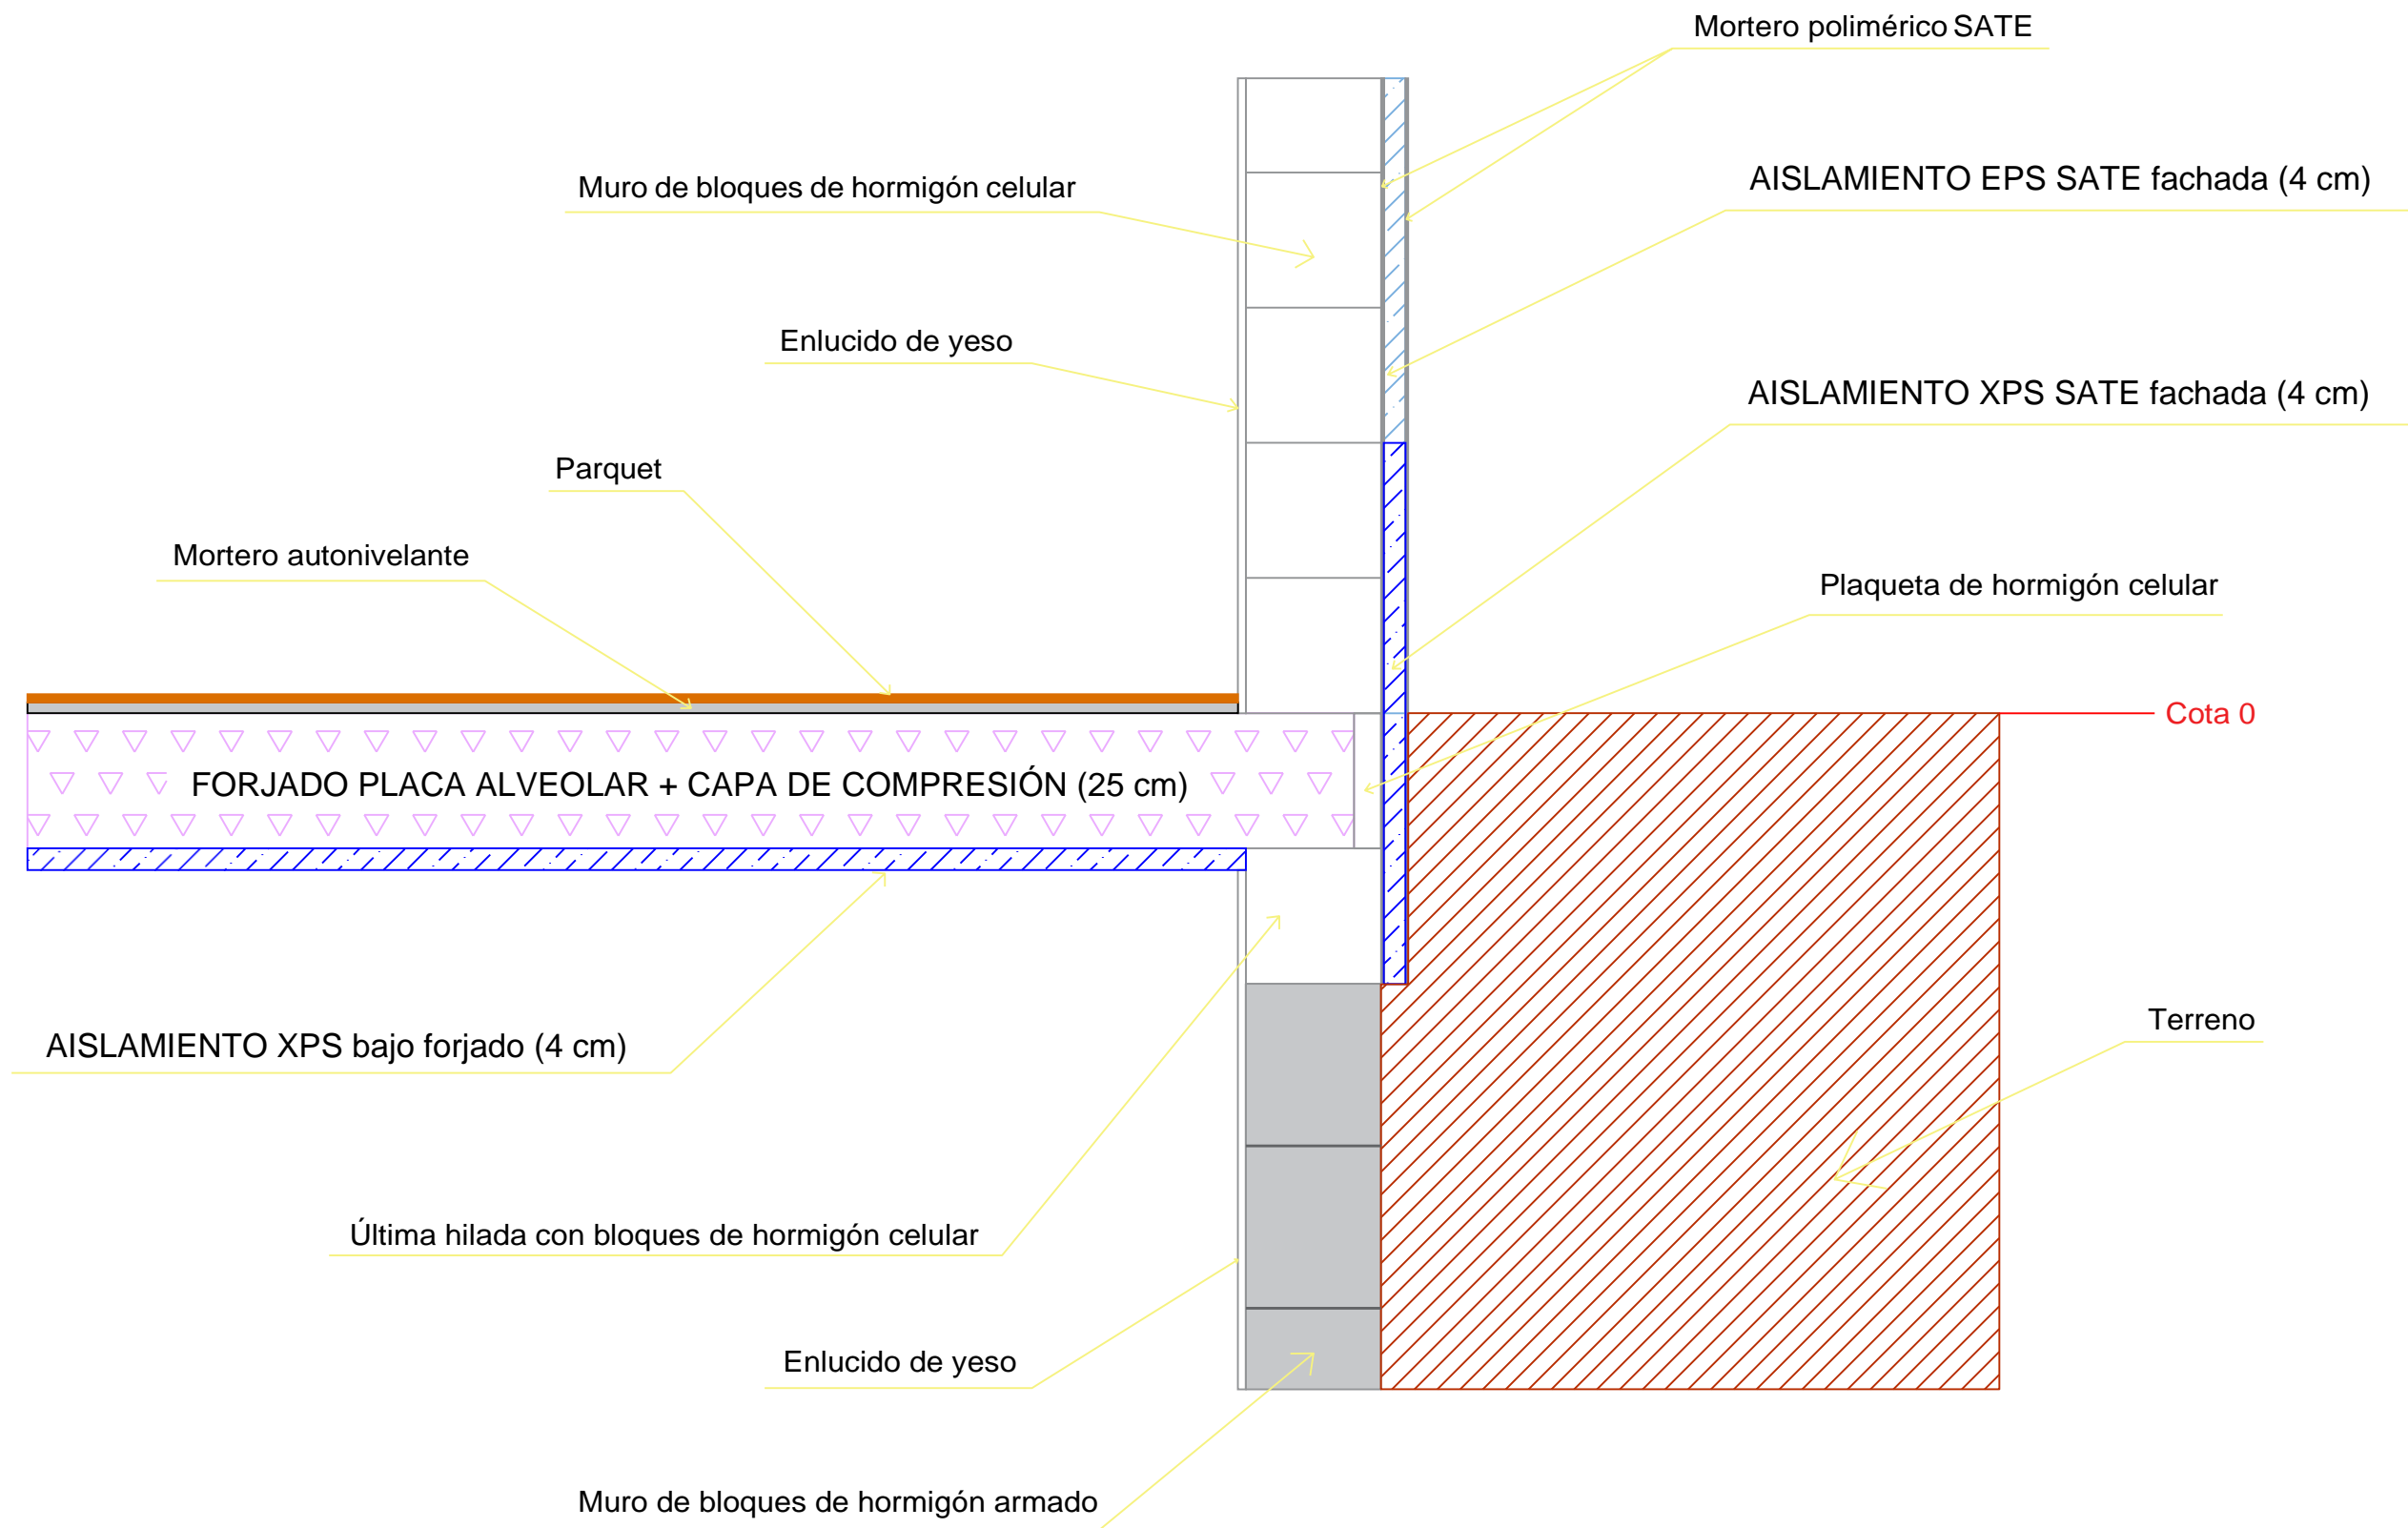 Mortero polimérico SATE
Muro de bloques de hormigón celular
AISLAMIENTO EPS SATE fachada (4 cm)
Enlucido de yeso
AISLAMIENTO XPS SATE fachada (4 cm)
Parquet
Mortero autonivelante
Plaqueta de hormigón celular
Cota 0
FORJADO PLACA ALVEOLAR + CAPA DE COMPRESIÓN (25 cm)
AISLAMIENTO XPS bajo forjado (4 cm)
Terreno
Última hilada con bloques de hormigón celular
Enlucido de yeso
Muro de bloques de hormigón armado